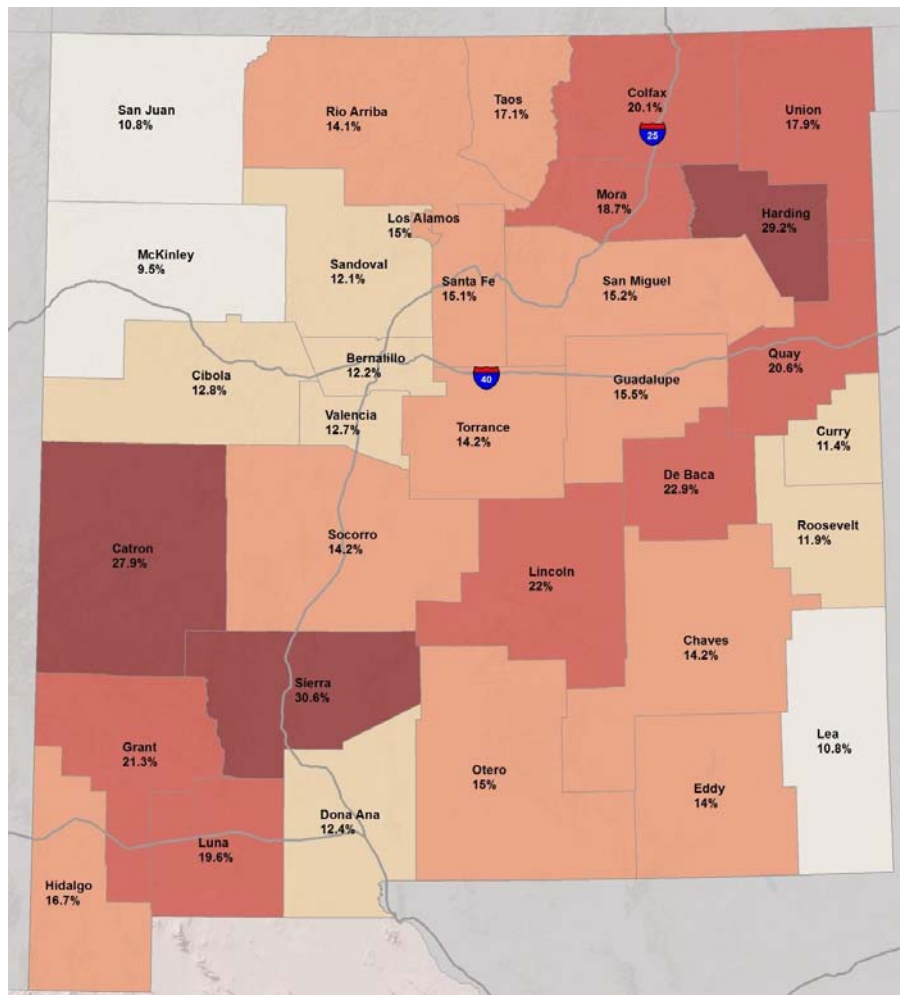 San Juan
10.8%
Rio Arriba
14.1%
Taos
17.1%
Colfax
20.1%
Union
17.9%
25
Mora
18.7%
Harding
29.2%
Los Alamos
15%
McKinley
9.5%
Sandoval
12.1%
Santa Fe
15.1%
San Miguel
15.2%
Bernalillo
12.2%
Quay
20.6%
Cibola
12.8%
40
Guadalupe
15.5%
Valencia
12.7%
Torrance
14.2%
Curry
11.4%
De Baca
22.9%
Roosevelt
11.9%
Catron
27.9%
Socorro
14.2%
Lincoln
22%
Chaves
14.2%
Sierra
30.6%
Grant
21.3%
Lea
10.8%
Otero
15%
Eddy
14%
Dona Ana
12.4%
Luna
19.6%
Hidalgo
16.7%